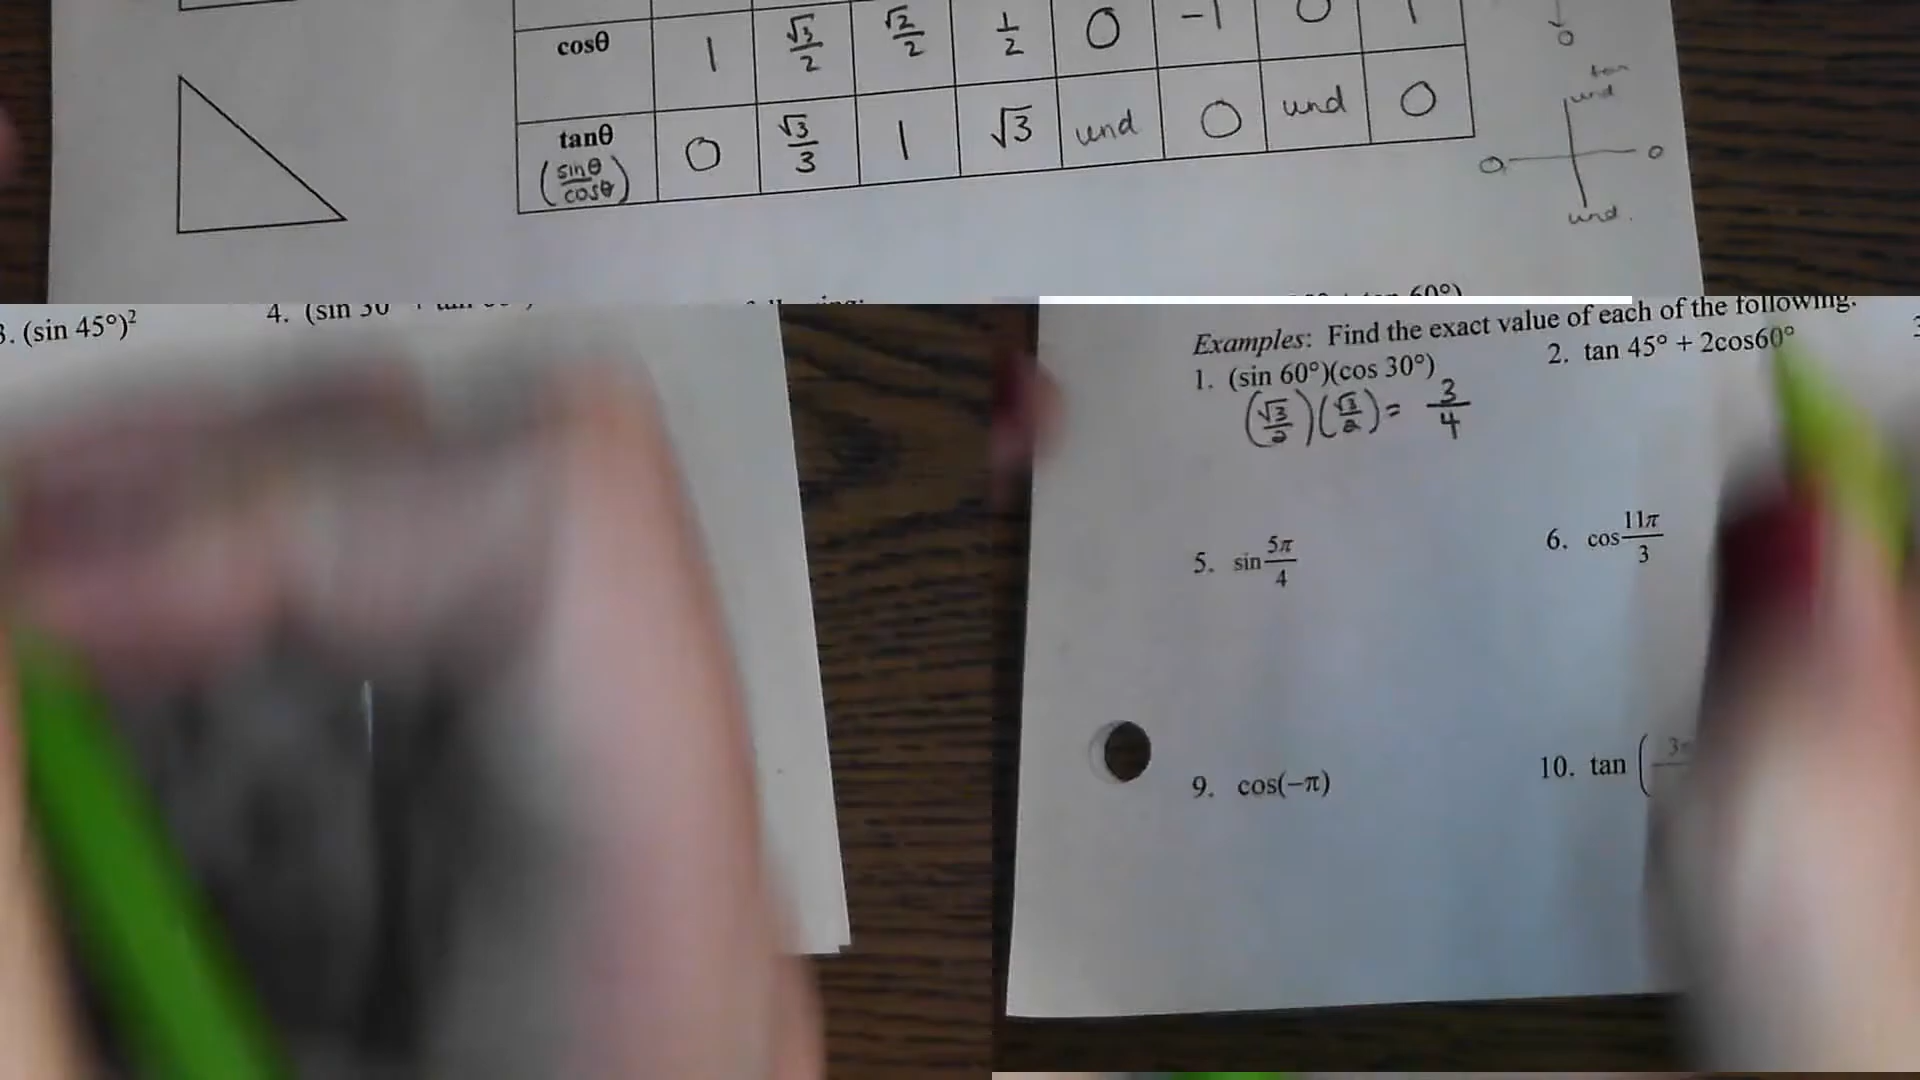 cosθ 1 √3/2 √2/2 1/2 0 -1 0 1
tanθ (sinθ/cosθ) 0 √3/3 1 √3 und 0 und 0
0
tan
und
0 0
und.
3. (sin 45°)²
4. (sin 30
60°)
Examples: Find the exact value of each of the following:
1. (sin 60°)(cos 30°)
2. tan 45° + 2cos60°
(√3/2)(√3/2) = 3/4
5. sin 5π/4
6. cos 11π/3
9. cos(−π)
10. tan (